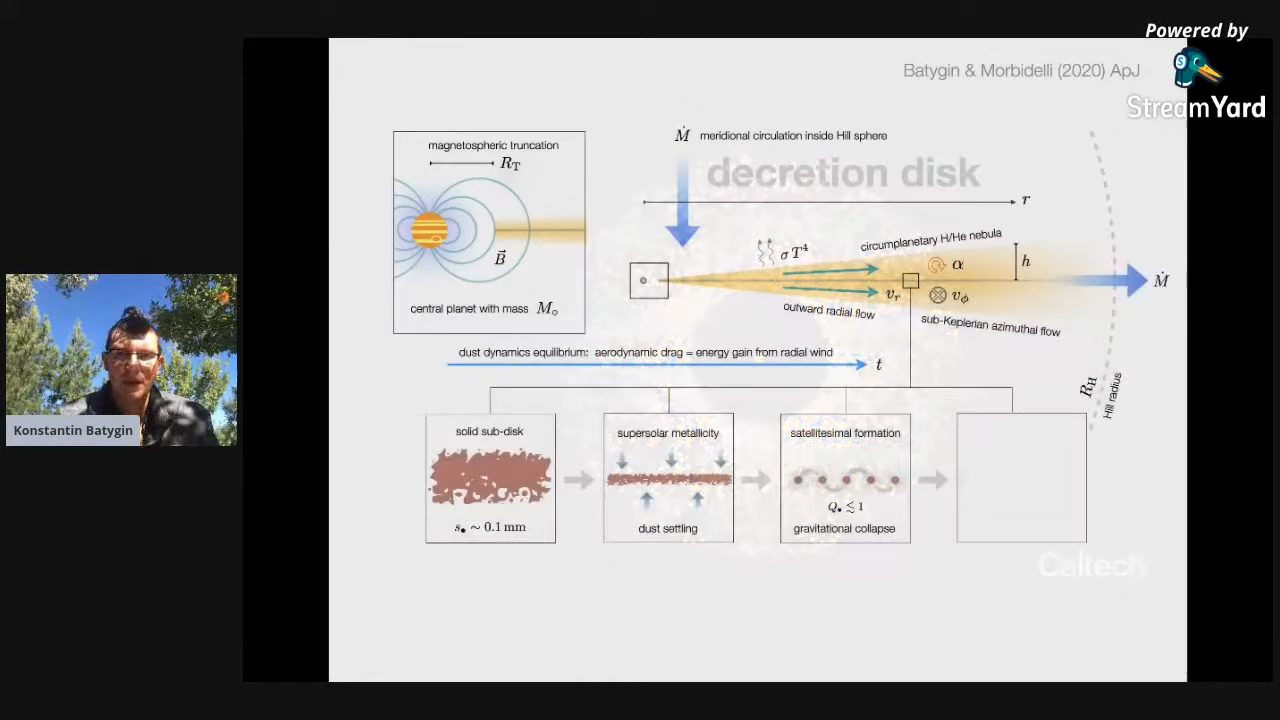 Powered by
StreamYard
Batygin & Morbidelli (2020) ApJ
magnetospheric truncation
R_T
B⃗
central planet with mass M_o
Ṁ meridional circulation inside Hill sphere
decretion disk
r
σT⁴
circumplanetary H/He nebula
α
h
v_r
v_ϕ
Ṁ
outward radial flow
sub-Keplerian azimuthal flow
R_H
Hill radius
dust dynamics equilibrium: aerodynamic drag = energy gain from radial wind
t
solid sub-disk
s• ~ 0.1 mm
supersolar metallicity
dust settling
satellitesimal formation
Q• ≲ 1
gravitational collapse
Caltech
Konstantin Batygin